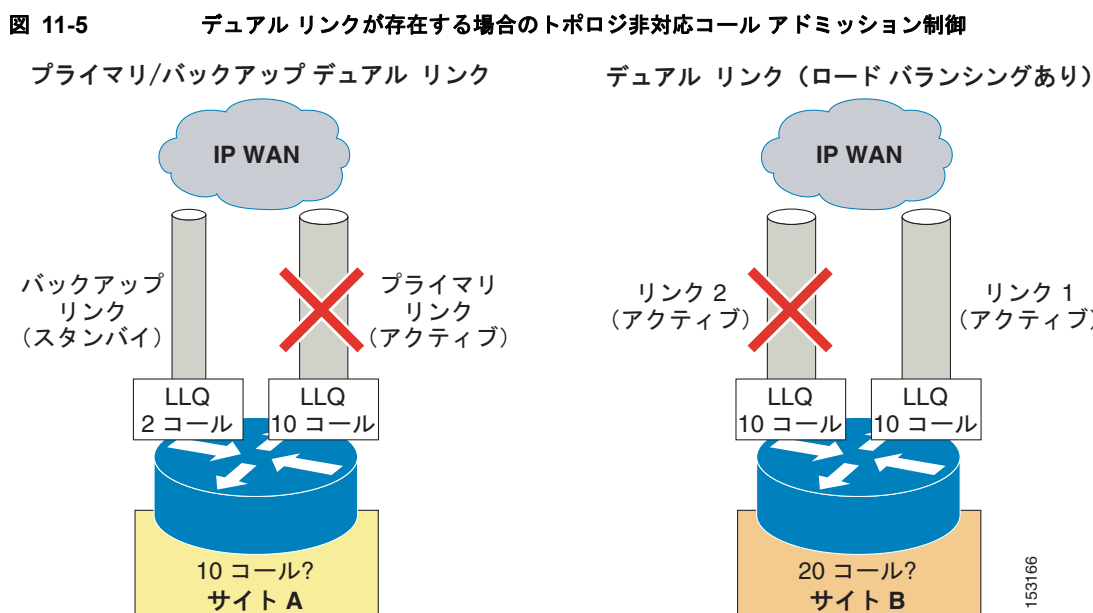 図 11-5 デュアル リンクが存在する場合のトポロジ非対応コール アドミッション制御
プライマリ/バックアップ デュアル リンク
IP WAN
バックアップ
リンク
（スタンバイ）
プライマリ
リンク
（アクティブ）
LLQ
2 コール
LLQ
10 コール
10 コール?
サイト A
デュアル リンク（ロード バランシングあり）
IP WAN
リンク 2
（アクティブ）
リンク 1
（アクティブ）
LLQ
10 コール
LLQ
10 コール
20 コール?
サイト B
153166